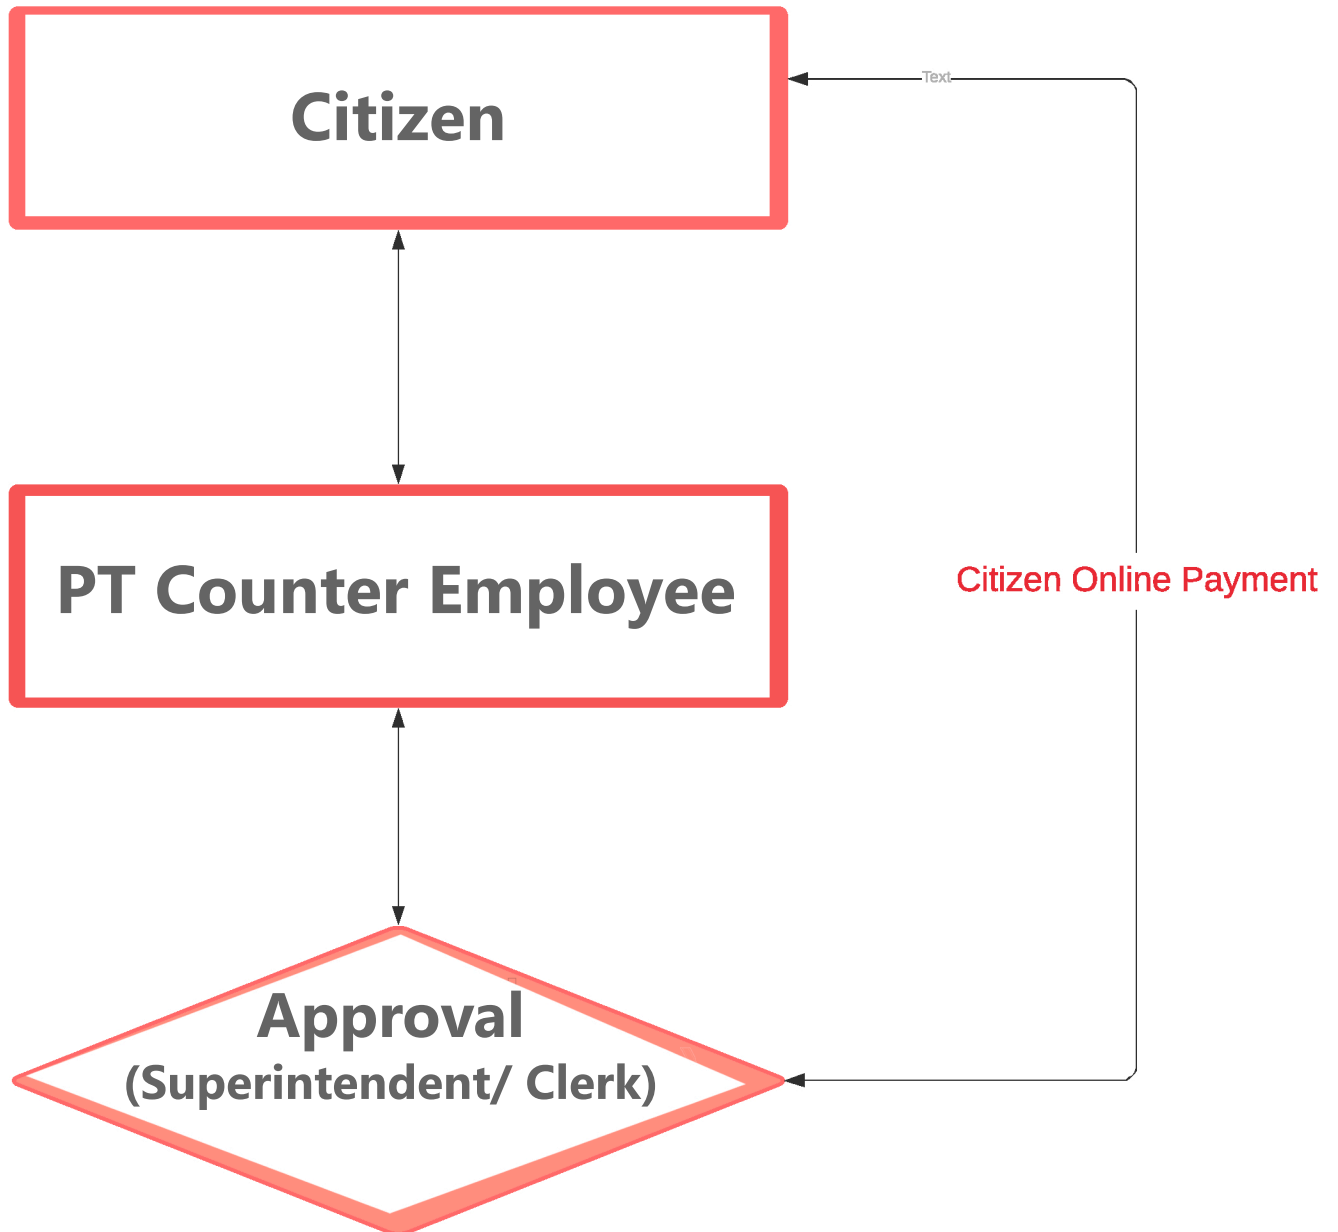 Citizen
Text
PT Counter Employee
Citizen Online Payment
Approval
(Superintendent/ Clerk)